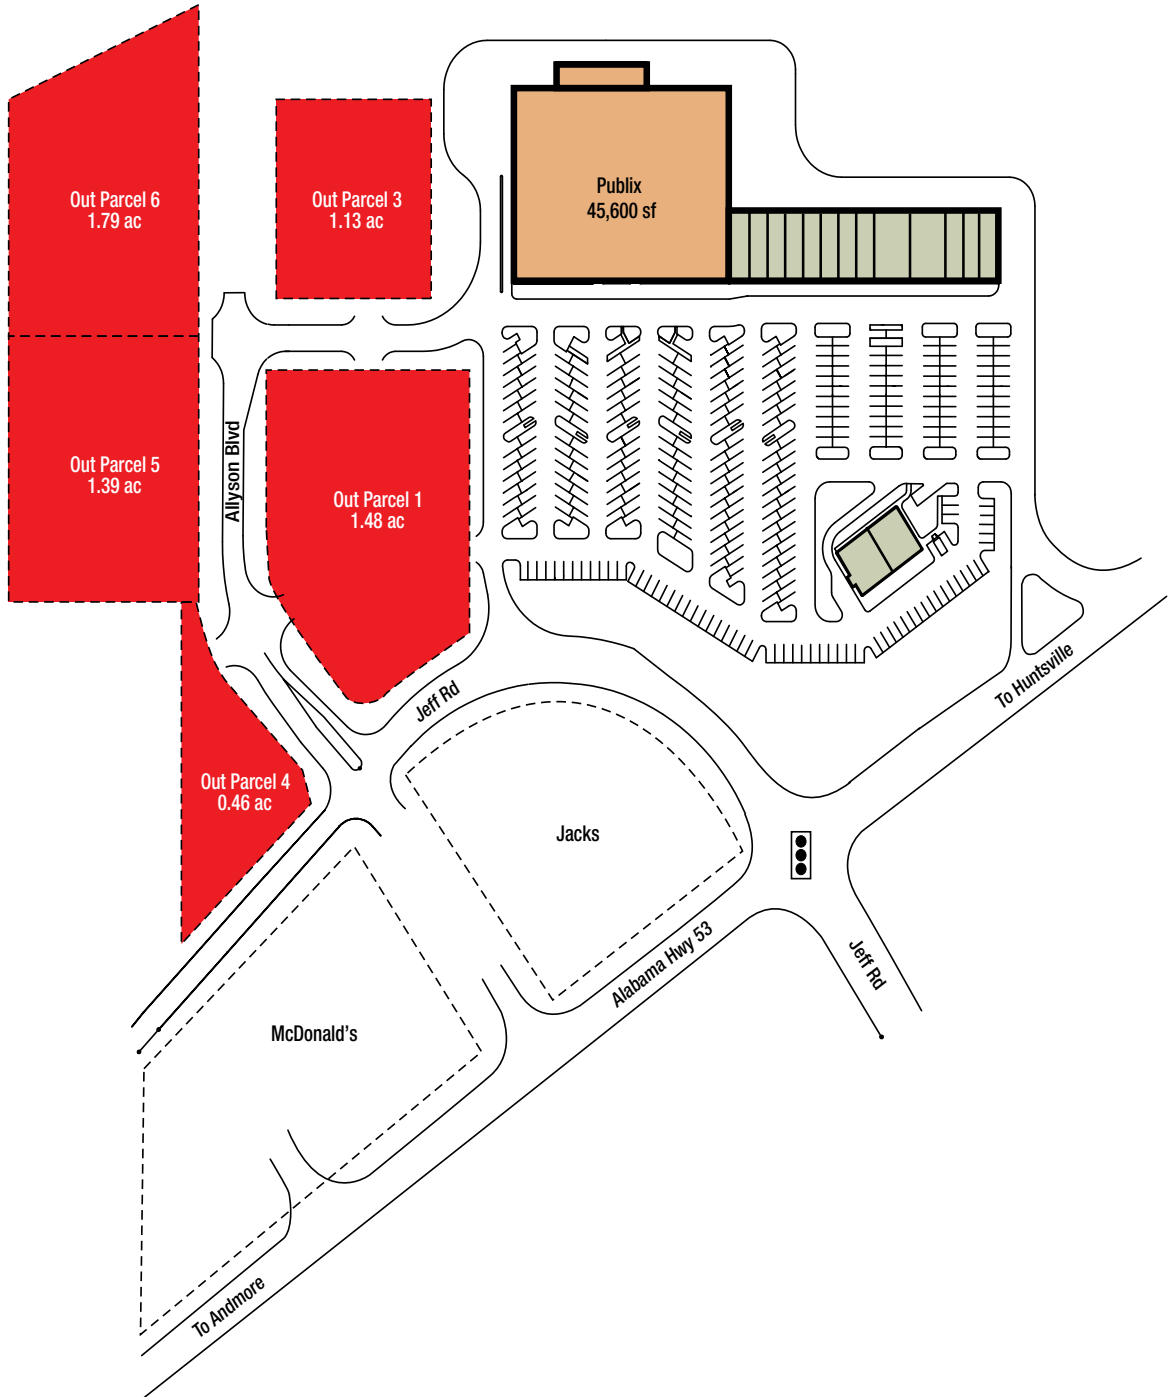 Out Parcel 6
1.79 ac
Out Parcel 3
1.13 ac
Publix
45,600 sf
Out Parcel 5
1.39 ac
Allyson Blvd
Out Parcel 1
1.48 ac
To Huntsville
Jeff Rd
Out Parcel 4
0.46 ac
Jacks
Alabama Hwy 53
Jeff Rd
McDonald's
To Andmore